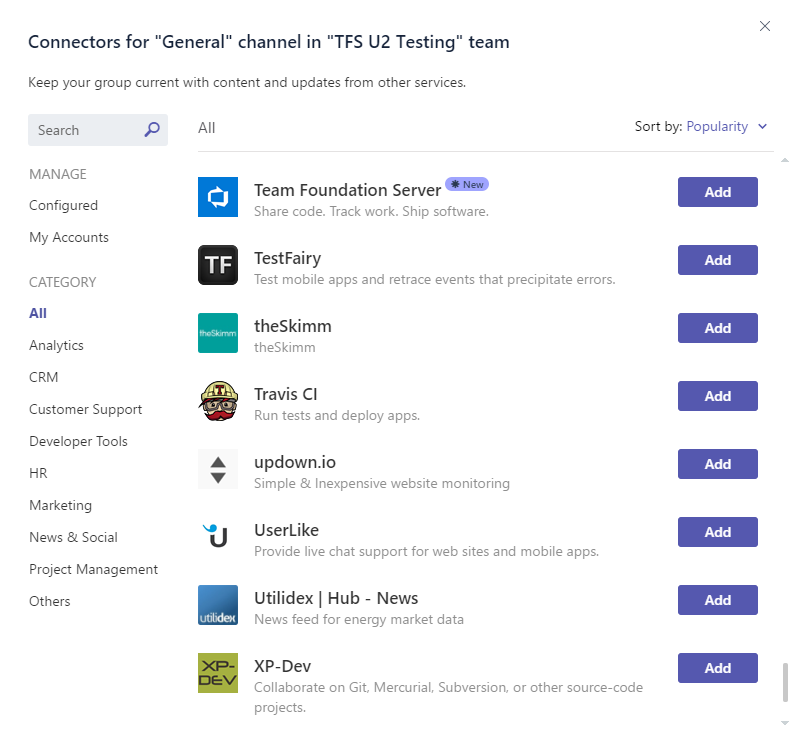 Connectors for "General" channel in "TFS U2 Testing" team
Keep your group current with content and updates from other services.
Search
All
Sort by: Popularity
MANAGE
Configured
My Accounts
CATEGORY
All
Analytics
CRM
Customer Support
Developer Tools
HR
Marketing
News & Social
Project Management
Others
Team Foundation Server New
Share code. Track work. Ship software.
Add
TF
TestFairy
Test mobile apps and retrace events that precipitate errors.
Add
theSkimm
theSkimm
theSkimm
Add
T
Travis CI
Run tests and deploy apps.
Add
updown.io
Simple & Inexpensive website monitoring
Add
UserLike
Provide live chat support for web sites and mobile apps.
Add
utilidex
Utilidex | Hub - News
News feed for energy market data
Add
XP-
DEV
XP-Dev
Collaborate on Git, Mercurial, Subversion, or other source-code
projects.
Add